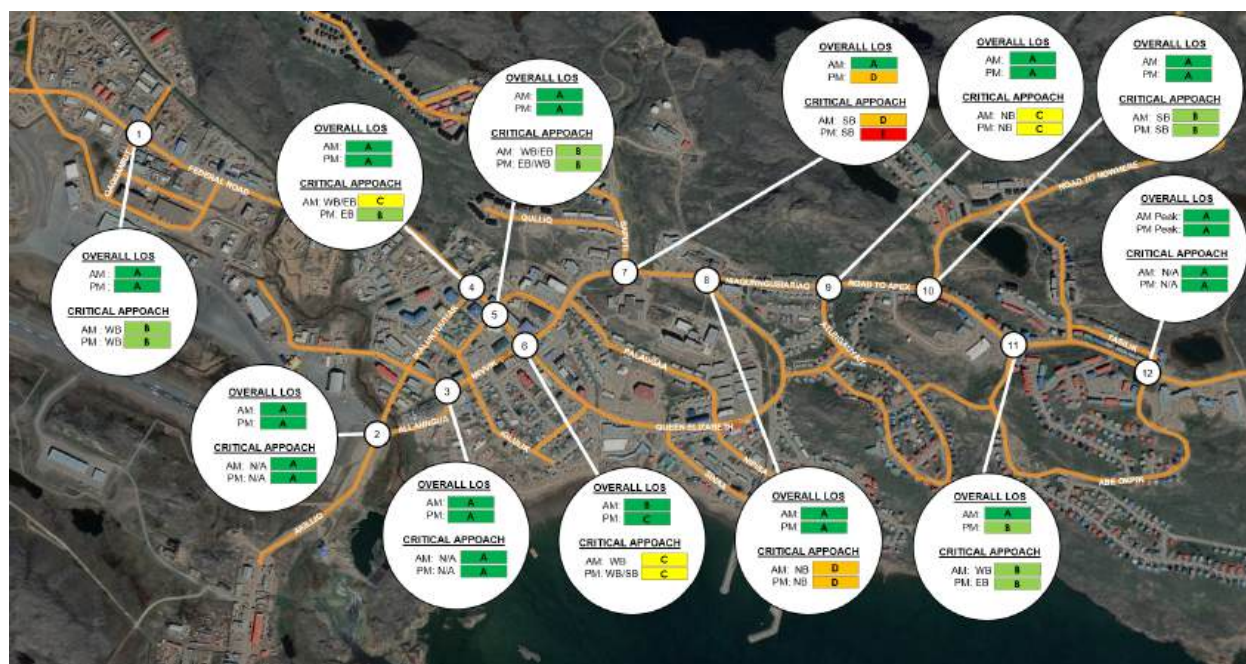 OVERALL LOS
AM: A
PM: D
CRITICAL APPOACH
AM: SB D
PM: SB
OVERALL LOS
AM: A
PM: A
CRITICAL APPOACH
AM: NB C
PM: NB C
OVERALL LOS
AM: A
PM: A
CRITICAL APPOACH
AM: SB B
PM: SB B
OVERALL LOS
AM: A
PM: A
CRITICAL APPOACH
AM: WB/EB B
PM: EB/WB B
OVERALL LOS
AM: A
PM: A
CRITICAL APPOACH
AM: WB/EB C
PM: EB B
OVERALL LOS
AM Peak: A
PM Peak: A
CRITICAL APPOACH
AM: N/A A
PM: N/A A
1
FEDERAL ROAD
ROAD TO NOWHERE
QULLIQ
OVERALL LOS
AM : A
PM : A
CRITICAL APPOACH
AM : WB B
PM : WB B
4
5
6
7
8
9
ROAD TO APEX
10
11
12
3
2
QUEEN ELIZABETH
ABE OKPIK
OVERALL LOS
AM: A
PM: A
CRITICAL APPOACH
AM: N/A A
PM: N/A A
OVERALL LOS
AM: A
PM: A
CRITICAL APPOACH
AM: N/A A
PM: N/A A
OVERALL LOS
AM: B
PM: C
CRITICAL APPOACH
AM: WB C
PM: WB/SB C
OVERALL LOS
AM: A
PM: A
CRITICAL APPOACH
AM: NB D
PM: NB D
OVERALL LOS
AM: A
PM: B
CRITICAL APPOACH
AM: WB B
PM: EB B